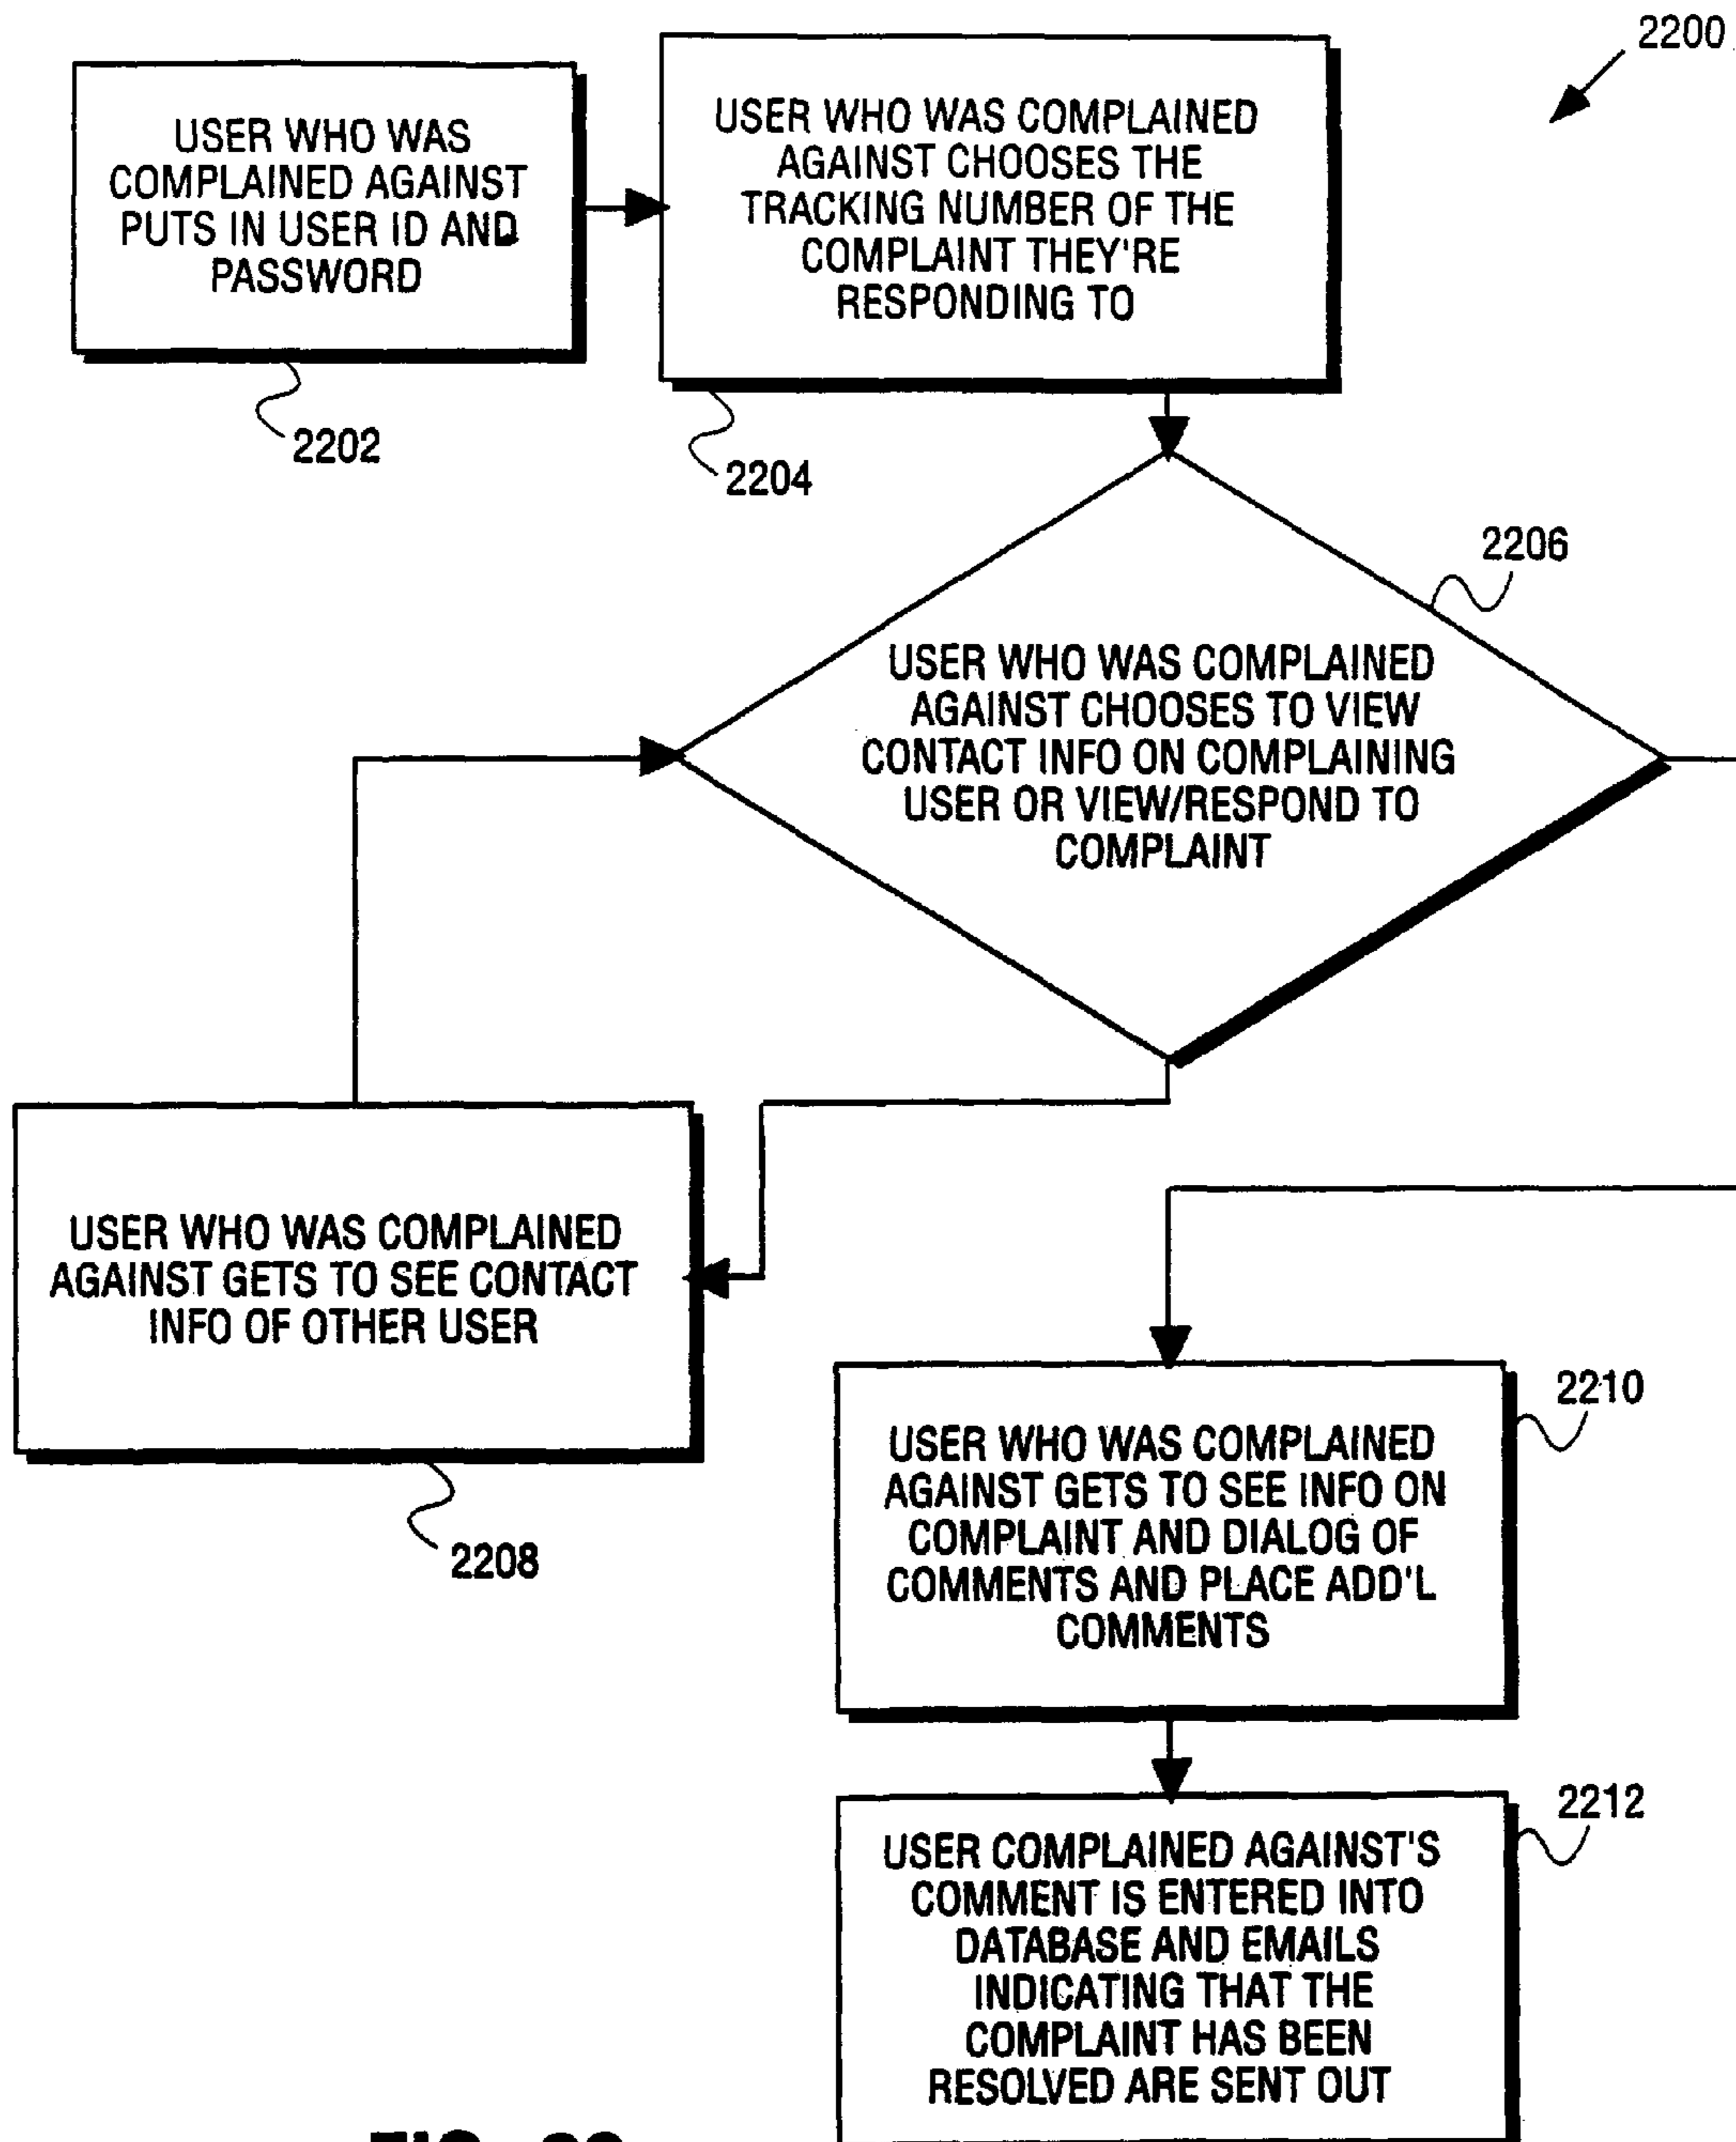 2200
USER WHO WAS
COMPLAINED AGAINST
PUTS IN USER ID AND
PASSWORD
2202
USER WHO WAS COMPLAINED
AGAINST CHOOSES THE
TRACKING NUMBER OF THE
COMPLAINT THEY'RE
RESPONDING TO
2204
2206
USER WHO WAS COMPLAINED
AGAINST CHOOSES TO VIEW
CONTACT INFO ON COMPLAINING
USER OR VIEW/RESPOND TO
COMPLAINT
USER WHO WAS COMPLAINED
AGAINST GETS TO SEE CONTACT
INFO OF OTHER USER
2208
2210
USER WHO WAS COMPLAINED
AGAINST GETS TO SEE INFO ON
COMPLAINT AND DIALOG OF
COMMENTS AND PLACE ADD'L
COMMENTS
2212
USER COMPLAINED AGAINST'S
COMMENT IS ENTERED INTO
DATABASE AND EMAILS
INDICATING THAT THE
COMPLAINT HAS BEEN
RESOLVED ARE SENT OUT